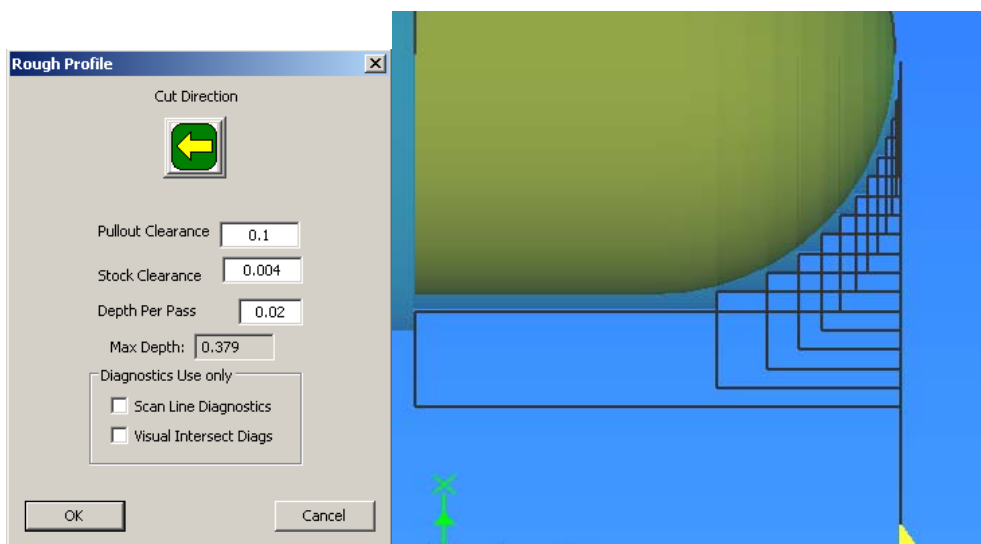 Rough Profile
Cut Direction
Pullout Clearance 0.1
Stock Clearance 0.004
Depth Per Pass 0.02
Max Depth: 0.379
Diagnostics Use only
Scan Line Diagnostics
Visual Intersect Diags
OK Cancel
X